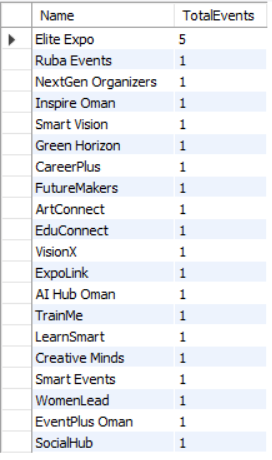 Name TotalEvents
Elite Expo 5
Ruba Events 1
NextGen Organizers 1
Inspire Oman 1
Smart Vision 1
Green Horizon 1
CareerPlus 1
FutureMakers 1
ArtConnect 1
EduConnect 1
VisionX 1
ExpoLink 1
AI Hub Oman 1
TrainMe 1
LearnSmart 1
Creative Minds 1
Smart Events 1
WomenLead 1
EventPlus Oman 1
SocialHub 1